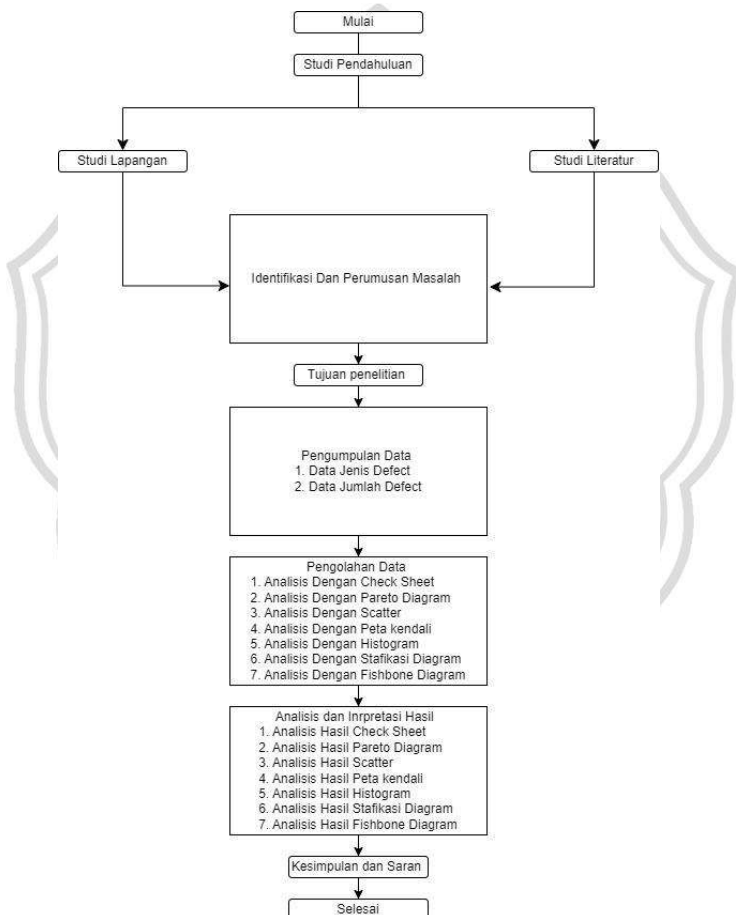 Mulai
Studi Pendahuluan
Studi Lapangan
Studi Literatur
Identifikasi Dan Perumusan Masalah
Tujuan penelitian
Pengumpulan Data
1. Data Jenis Defect
2. Data Jumlah Defect
Pengolahan Data
1. Analisis Dengan Check Sheet
2. Analisis Dengan Pareto Diagram
3. Analisis Dengan Scatter
4. Analisis Dengan Peta kendali
5. Analisis Dengan Histogram
6. Analisis Dengan Stafikasi Diagram
7. Analisis Dengan Fishbone Diagram
Analisis dan Inrpretasi Hasil
1. Analisis Hasil Check Sheet
2. Analisis Hasil Pareto Diagram
3. Analisis Hasil Scatter
4. Analisis Hasil Peta kendali
5. Analisis Hasil Histogram
6. Analisis Hasil Stafikasi Diagram
7. Analisis Hasil Fishbone Diagram
Kesimpulan dan Saran
Selesai